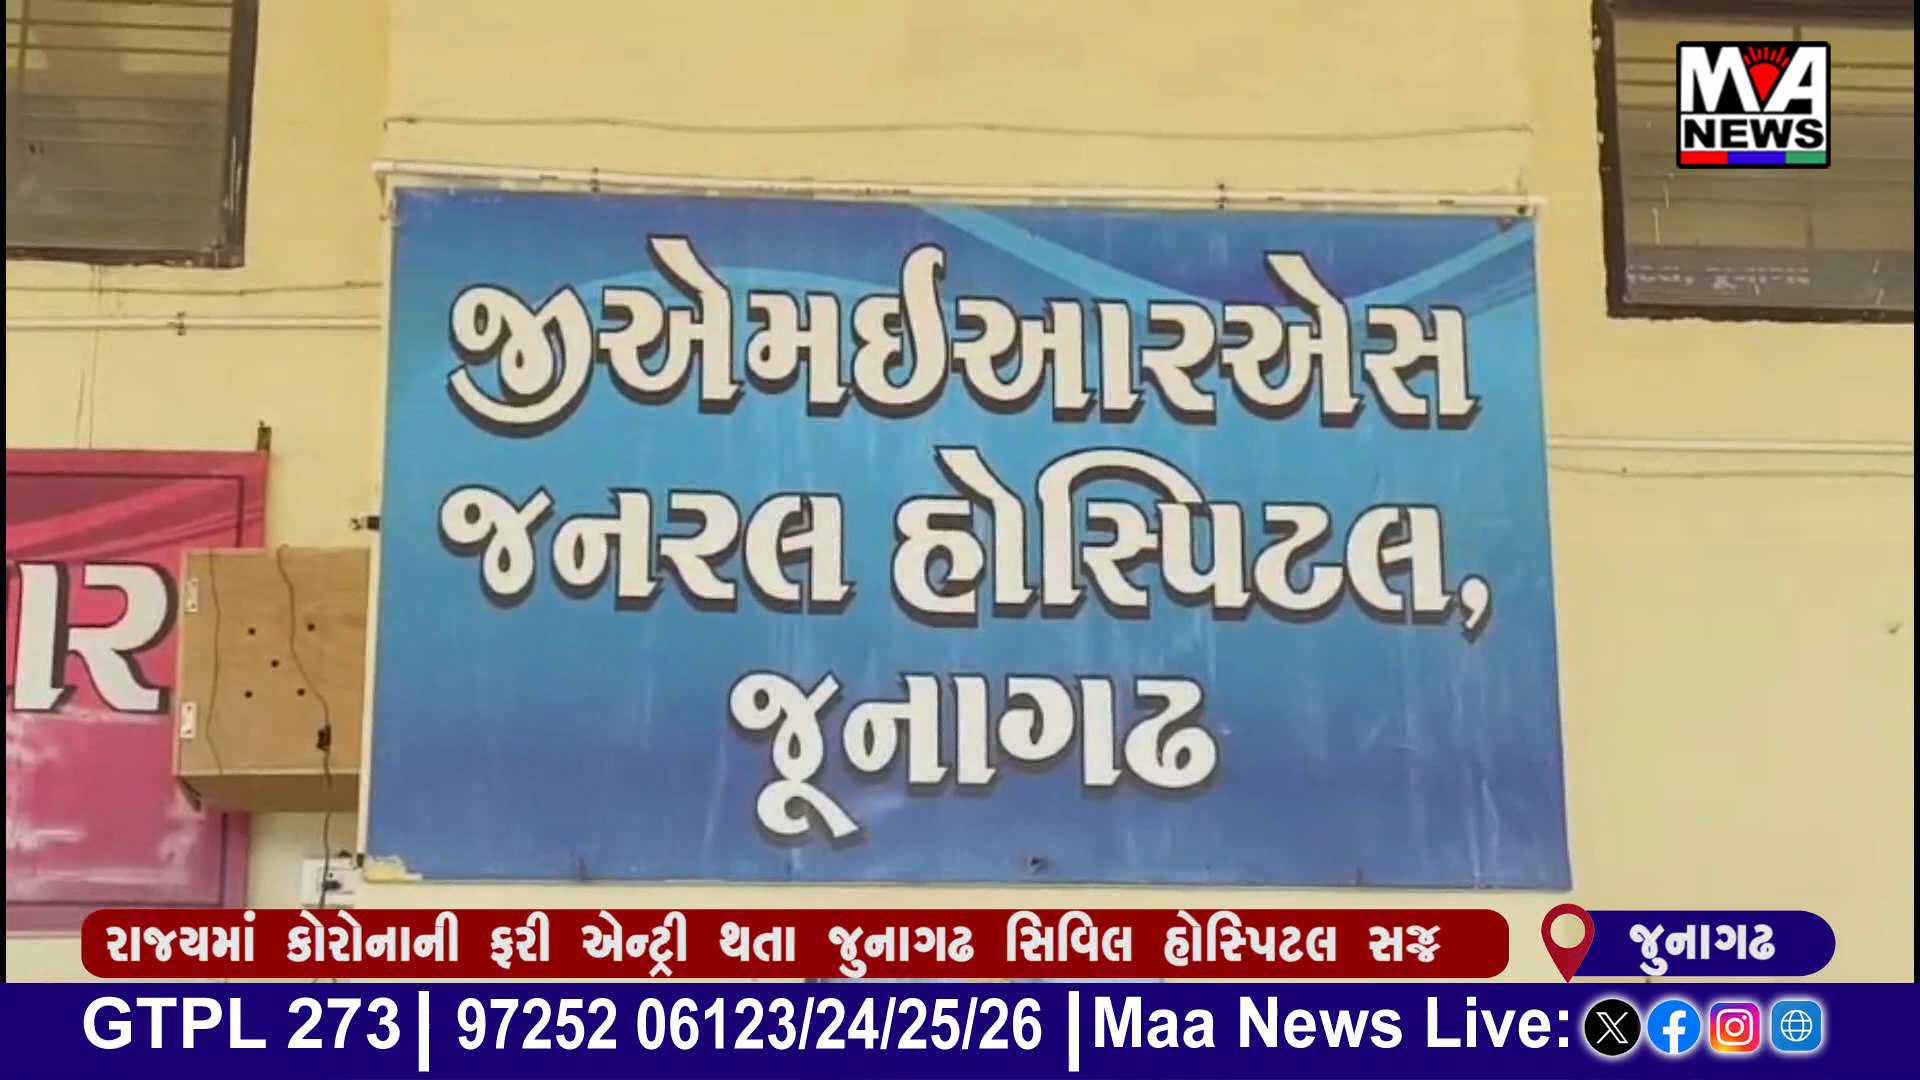 MAA
NEWS
જીએમઈઆરએસ
જનરલ હોસ્પિટલ,
જૂનાગઢ
ાર
રાજયમાં કોરોનાની ફરી એન્ટ્રી થતા જુનાગઢ સિવિલ હોસ્પિટલ સજ્જ
જુનાગઢ
GTPL 273 | 97252 06123/24/25/26 | Maa News Live: